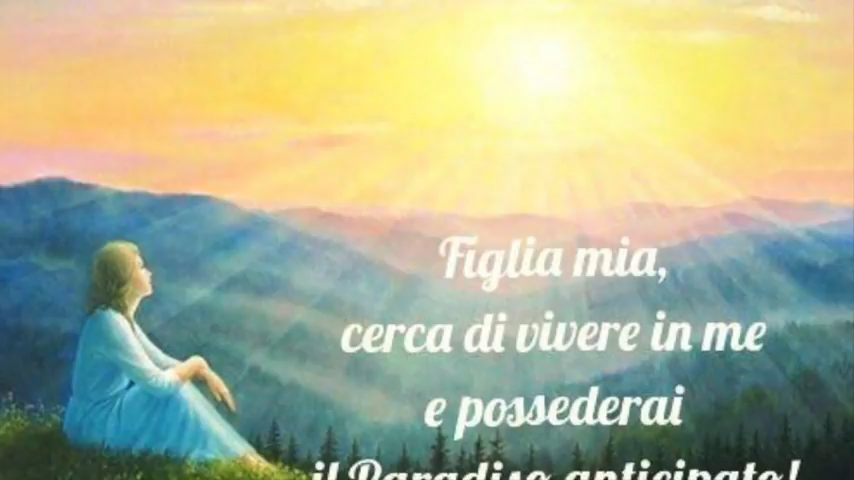 Figlia mia,
cerca di vivere in me
e possederai
il Paradiso anticipato!